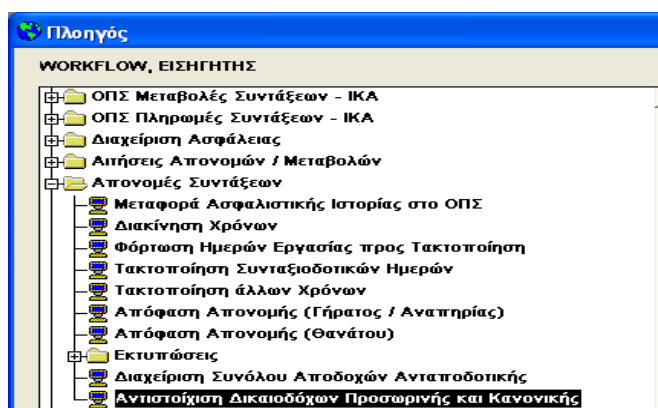 Πλοηγός
WORKFLOW, ΕΙΣΗΓΗΤΗΣ
ΟΠΣ Μεταβολές Συντάξεων - ΙΚΑ
ΟΠΣ Πληρωμές Συντάξεων - ΙΚΑ
Διαχείριση Ασφάλειας
Αιτήσεις Απονομών / Μεταβολών
Απονομές Συντάξεων
Μεταφορά Ασφαλιστικής Ιστορίας στο ΟΠΣ
Διακίνηση Χρόνων
Φόρτωση Ημερών Εργασίας προς Τακτοποίηση
Τακτοποίηση Συνταξιοδοτικών Ημερών
Τακτοποίηση άλλων Χρόνων
Απόφαση Απονομής (Γήρατος / Αναπηρίας)
Απόφαση Απονομής (Θανάτου)
Εκτυπώσεις
Διαχείριση Συνόλου Αποδοχών Ανταποδοτικής
Αντιστοίχιση Δικαιοδόχων Προσωρινής και Κανονικής